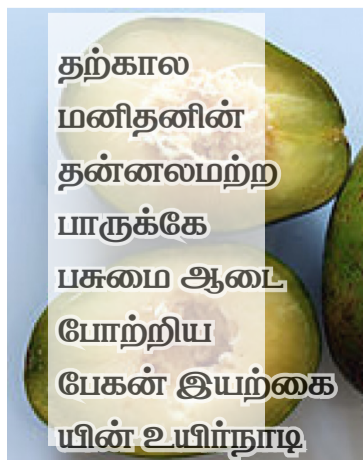 தற்கால
மனிதனின்
தன்னலமற்ற
பாருக்கே
பசுமை ஆடை
போற்றிய
பேகன் இயற்கை
யின் உயிர்நாடி